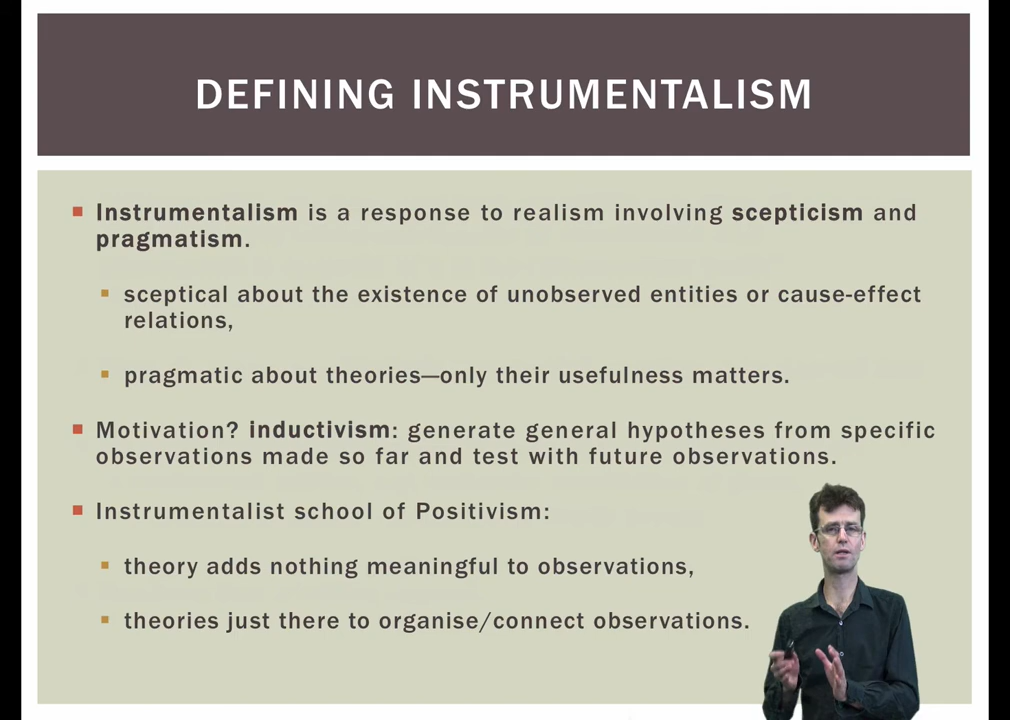 DEFINING INSTRUMENTALISM
Instrumentalism is a response to realism involving scepticism and
pragmatism.
sceptical about the existence of unobserved entities or cause-effect
relations,
pragmatic about theories—only their usefulness matters.
Motivation? inductivism: generate general hypotheses from specific
observations made so far and test with future observations.
Instrumentalist school of Positivism:
theory adds nothing meaningful to observations,
theories just there to organise/connect observations.